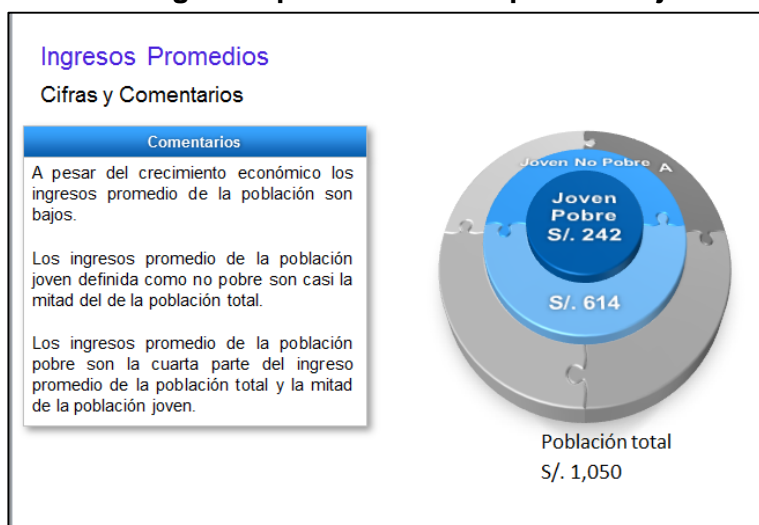 Ingresos Promedios
Cifras y Comentarios
Comentarios
A pesar del crecimiento económico los
ingresos promedio de la población son
bajos.
Los ingresos promedio de la población
joven definida como no pobre son casi la
mitad del de la población total.
Los ingresos promedio de la población
pobre son la cuarta parte del ingreso
promedio de la población total y la mitad
de la población joven.
Joven No Pobre A
Joven
Pobre
S/. 242
S/. 614
Población total
S/. 1,050